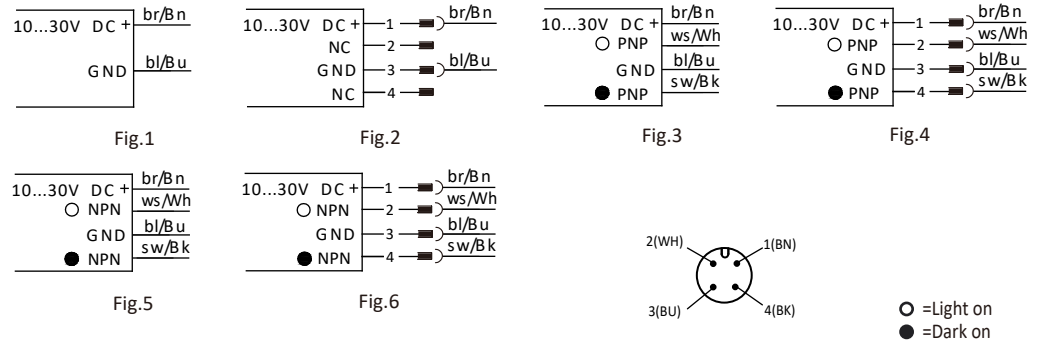 10...30V DC + br/Bn
GND bl/Bu
Fig.1
10...30V DC + 1 br/Bn
NC 2
GND 3 bl/Bu
NC 4
Fig.2
10...30V DC + br/Bn
PNP ws/Wh
GND bl/Bu
PNP sw/Bk
Fig.3
10...30V DC + 1 br/Bn
PNP 2 ws/Wh
GND 3 bl/Bu
PNP 4 sw/Bk
Fig.4
10...30V DC + br/Bn
NPN ws/Wh
GND bl/Bu
NPN sw/Bk
Fig.5
10...30V DC + 1 br/Bn
NPN 2 ws/Wh
GND 3 bl/Bu
NPN 4 sw/Bk
Fig.6
2(WH) 1(BN)
3(BU) 4(BK)
=Light on
=Dark on